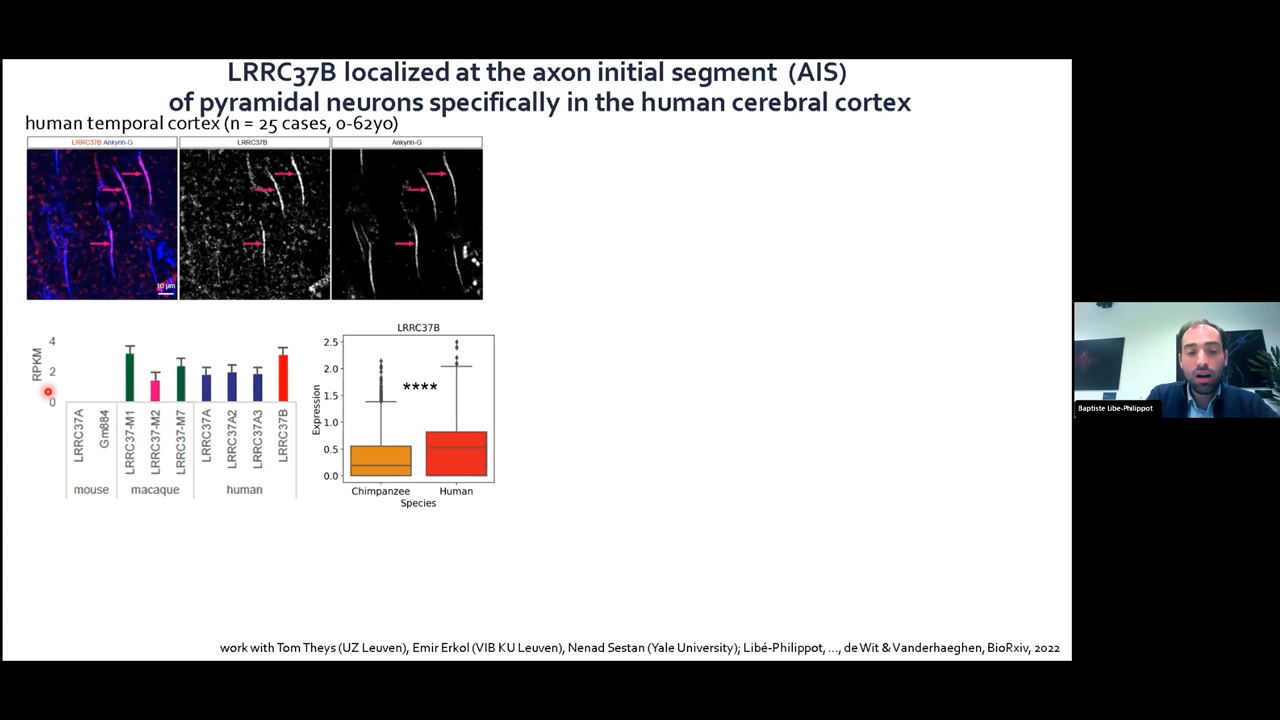 LRRC37B localized at the axon initial segment (AIS)
of pyramidal neurons specifically in the human cerebral cortex
human temporal cortex (n = 25 cases, 0-62yo)
LRRC37B Ankyrin-G
LRRC37B
Ankyrin-G
10 µm
RPKM
4
2
0
LRRC37A
Gm884
LRRC37-M1
LRRC37-M2
LRRC37-M7
LRRC37A
LRRC37A2
LRRC37A3
LRRC37B
mouse
macaque
human
LRRC37B
Expression
2.5
2.0
1.5
1.0
0.5
0.0
****
Chimpanzee
Human
Species
Baptiste Libe-Philippot
work with Tom Theys (UZ Leuven), Emir Erkol (VIB KU Leuven), Nenad Sestan (Yale University); Libé-Philippot, ..., de Wit & Vanderhaeghen, BioRxiv, 2022